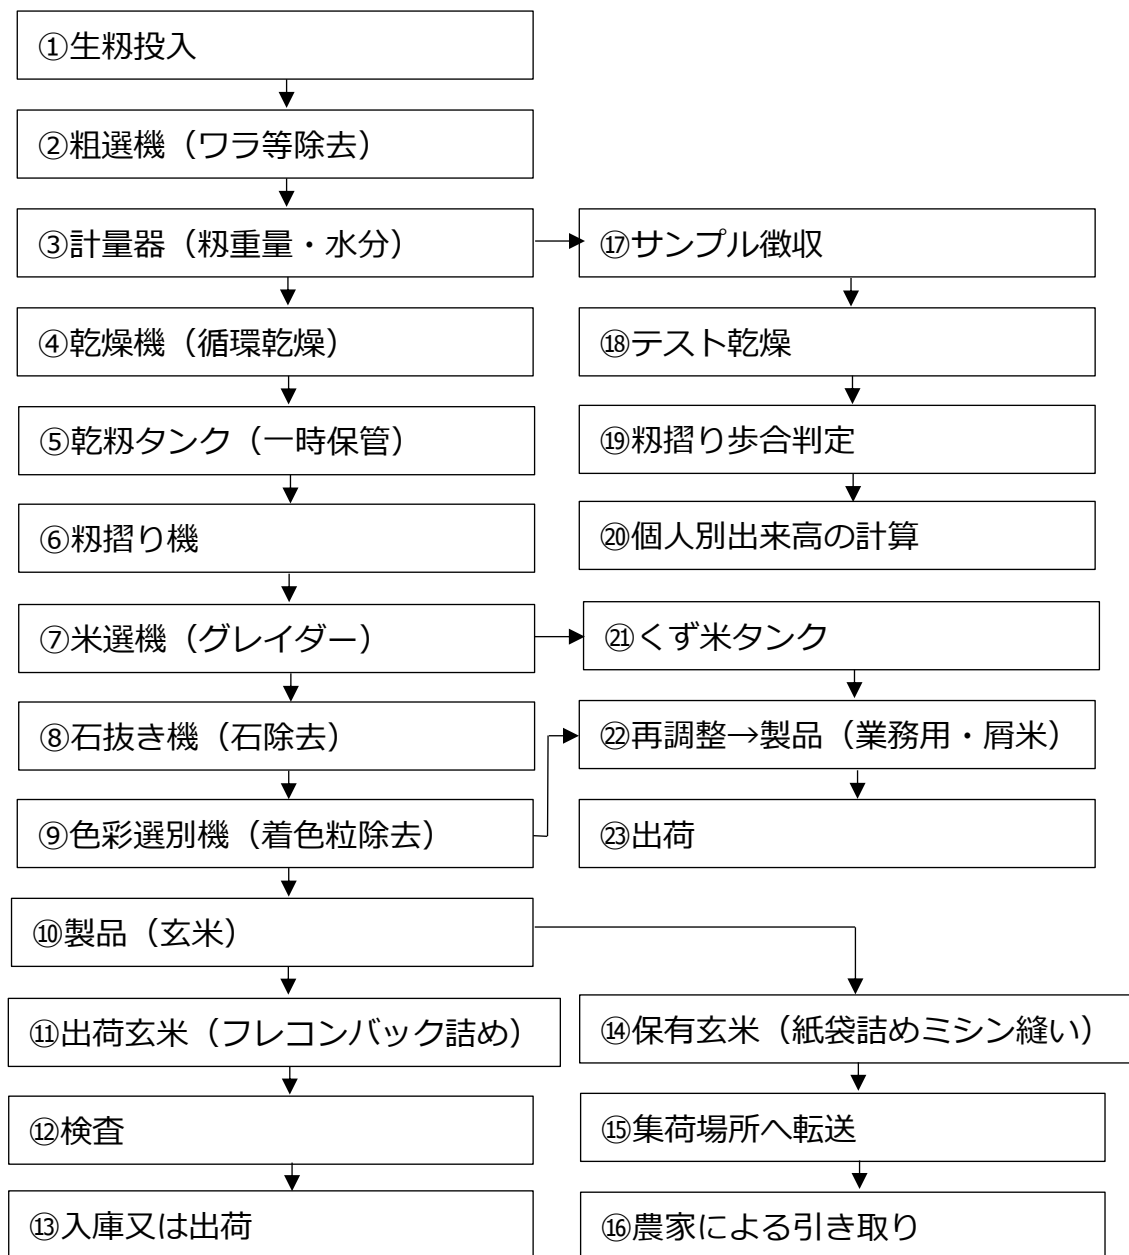 ①生籾投入
②粗選機（ワラ等除去）
③計量器（籾重量・水分）
④乾燥機（循環乾燥）
⑤乾籾タンク（一時保管）
⑥籾摺り機
⑦米選機（グレイダー）
⑧石抜き機（石除去）
⑨色彩選別機（着色粒除去）
⑩製品（玄米）
⑪出荷玄米（フレコンバック詰め）
⑫検査
⑬入庫又は出荷
⑭保有玄米（紙袋詰めミシン縫い）
⑮集荷場所へ転送
⑯農家による引き取り
⑰サンプル徴収
⑱テスト乾燥
⑲籾摺り歩合判定
⑳個人別出来高の計算
㉑くず米タンク
㉒再調整→製品（業務用・屑米）
㉓出荷